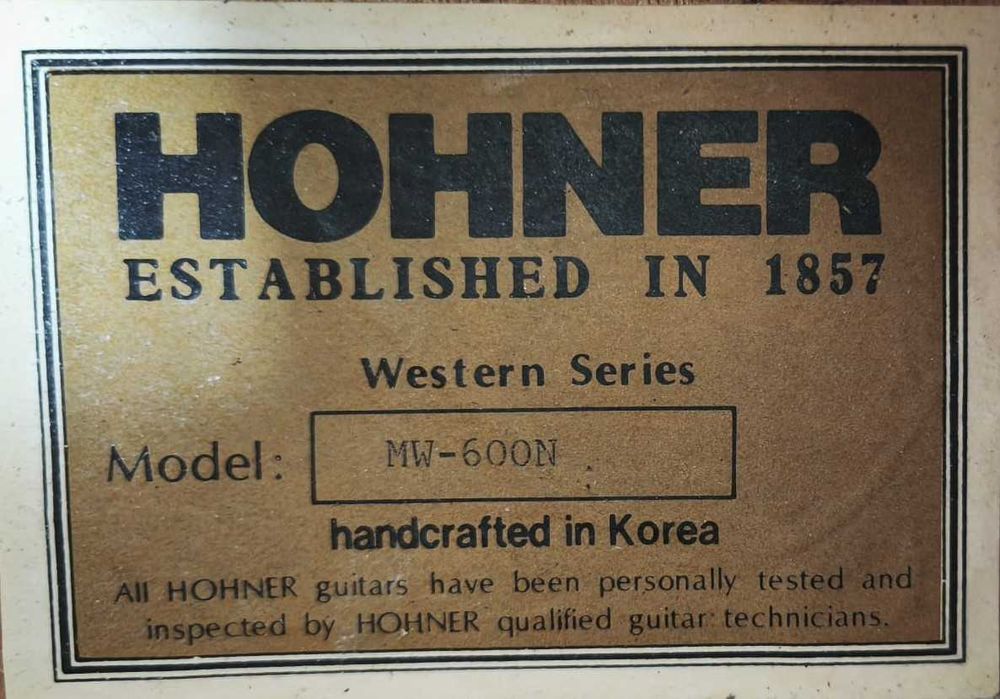 HOHNER
ESTABLISHED IN 1857
Western Series
Model: MW-600N
handcrafted in Korea
All HOHNER guitars have been personally tested and
inspected by HOHNER qualified guitar technicians.